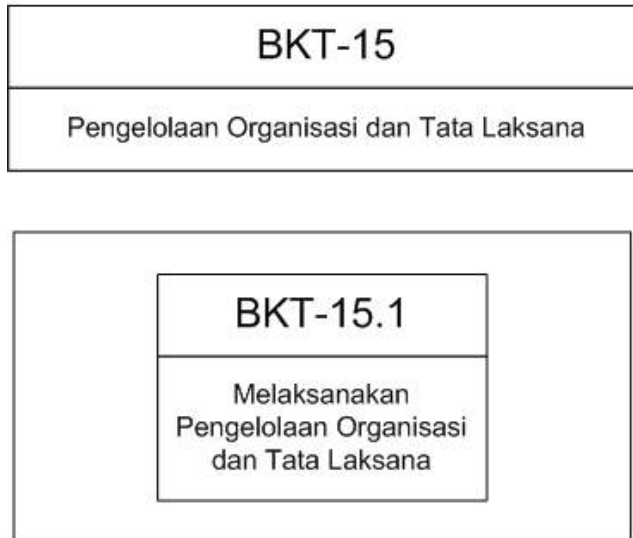 BKT-15
Pengelolaan Organisasi dan Tata Laksana
BKT-15.1
Melaksanakan
Pengelolaan Organisasi
dan Tata Laksana